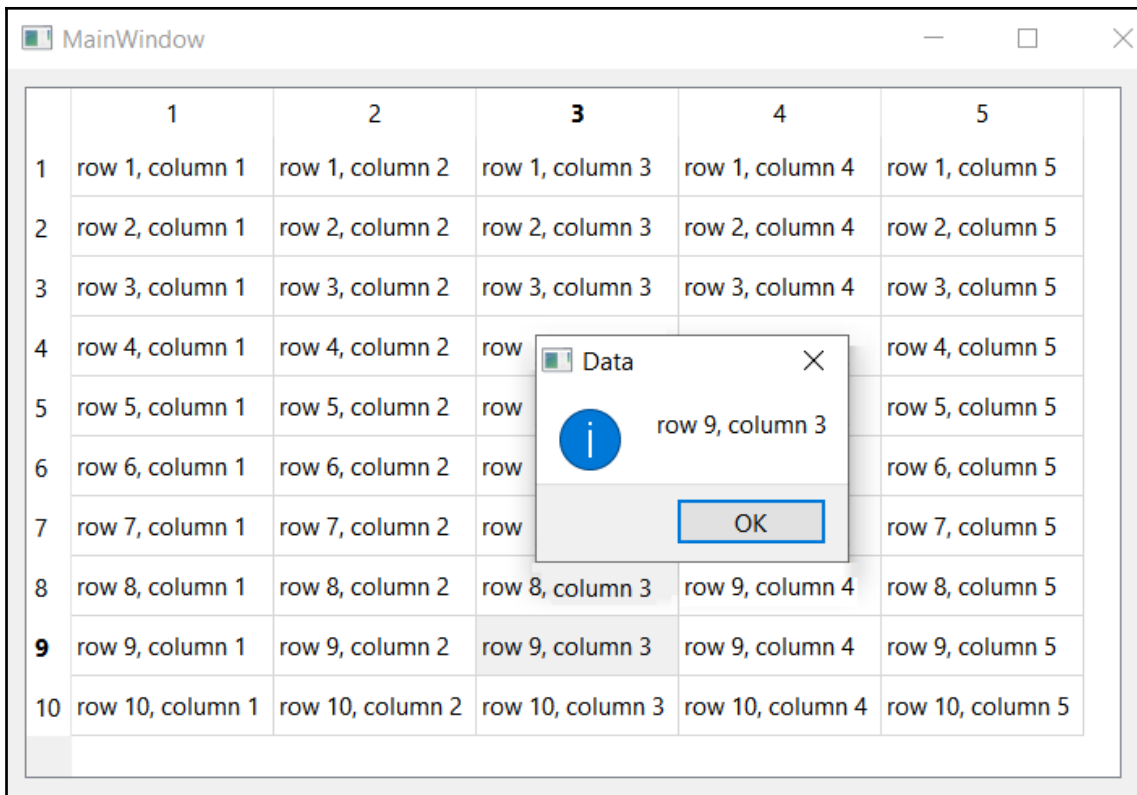 MainWindow
1 2 3 4 5
1 row 1, column 1 row 1, column 2 row 1, column 3 row 1, column 4 row 1, column 5
2 row 2, column 1 row 2, column 2 row 2, column 3 row 2, column 4 row 2, column 5
3 row 3, column 1 row 3, column 2 row 3, column 3 row 3, column 4 row 3, column 5
4 row 4, column 1 row 4, column 2 row row 4, column 5
Data
5 row 5, column 1 row 5, column 2 row row 5, column 5
row 9, column 3
6 row 6, column 1 row 6, column 2 row row 6, column 5
7 row 7, column 1 row 7, column 2 row row 7, column 5
OK
8 row 8, column 1 row 8, column 2 row 8, column 3 row 9, column 4 row 8, column 5
9 row 9, column 1 row 9, column 2 row 9, column 3 row 9, column 4 row 9, column 5
10 row 10, column 1 row 10, column 2 row 10, column 3 row 10, column 4 row 10, column 5